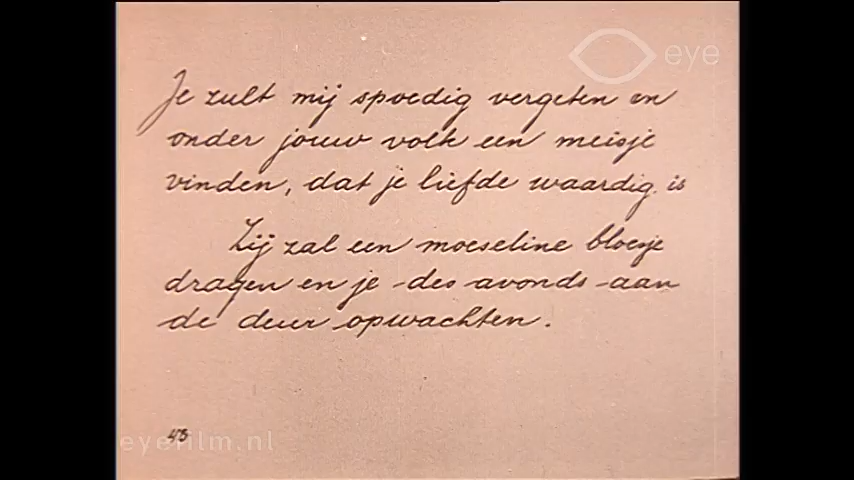 eye
Je zult mij spoedig vergeten en
onder jouw volk een meisje
vinden, dat je liefde waardig is
Zij zal een moeseline bloesje
dragen en je des avonds aan
de deur opwachten.
43
eyefilm.nl